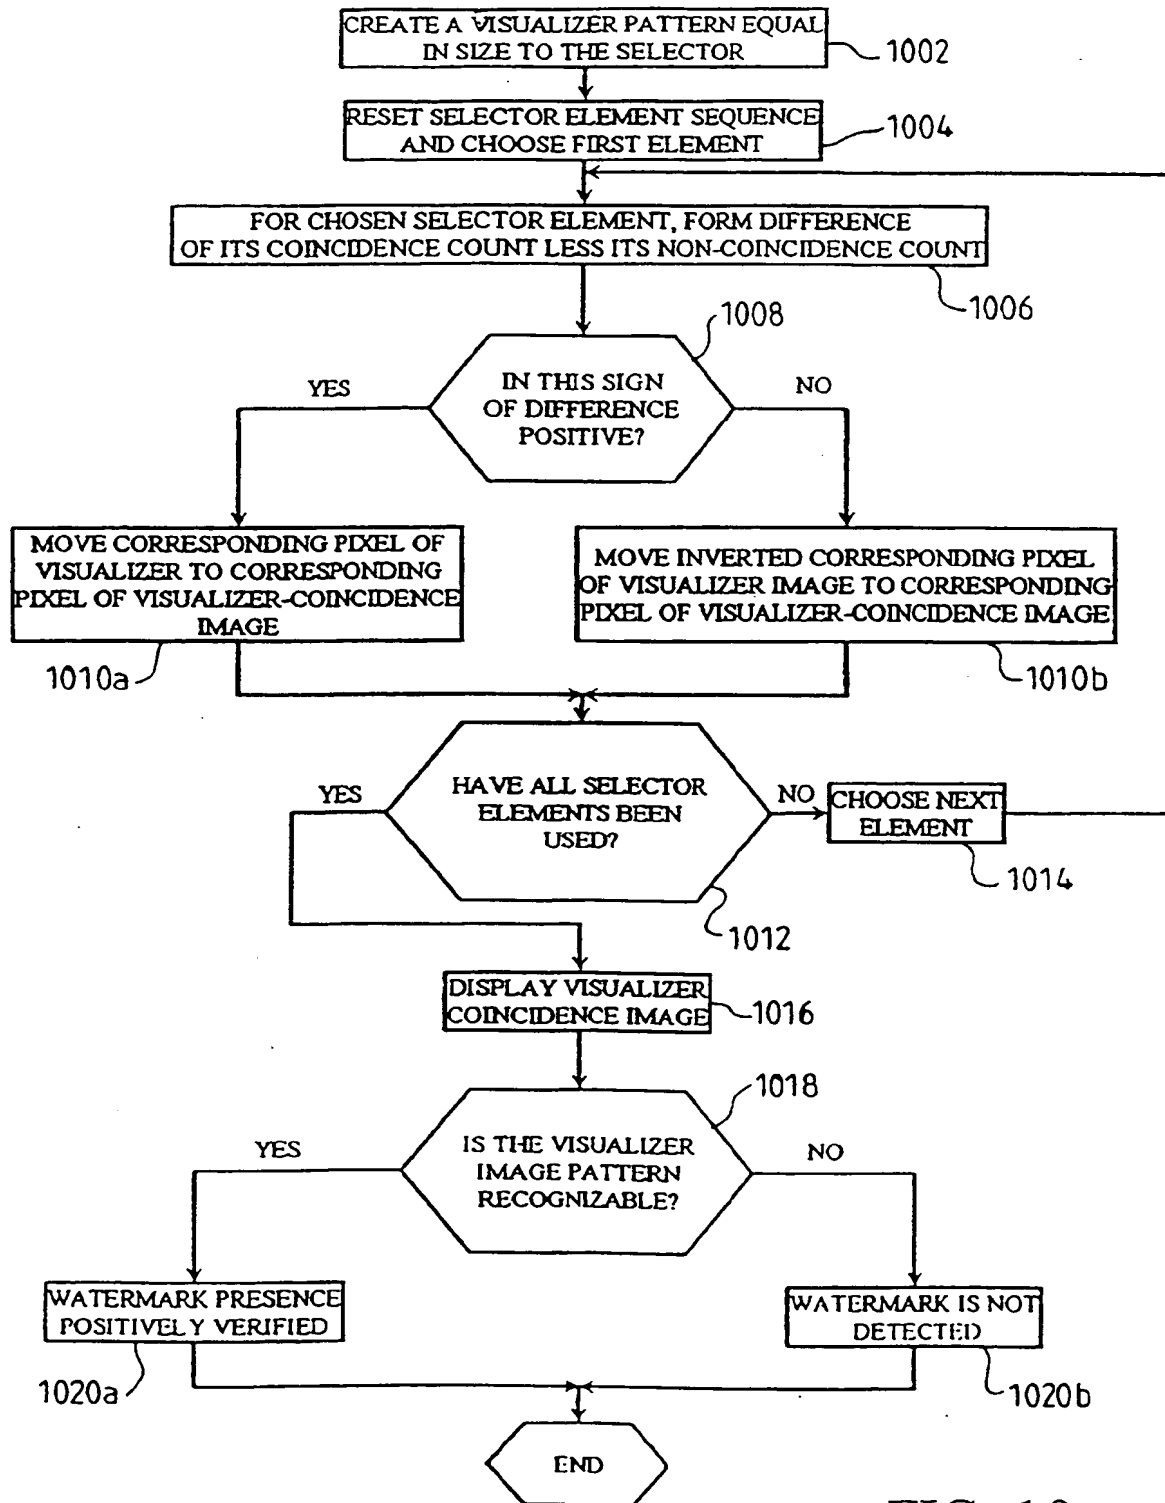 CREATE A VISUALIZER PATTERN EQUAL
IN SIZE TO THE SELECTOR
1002
RESET SELECTOR ELEMENT SEQUENCE
AND CHOOSE FIRST ELEMENT
1004
FOR CHOSEN SELECTOR ELEMENT, FORM DIFFERENCE
OF ITS COINCIDENCE COUNT LESS ITS NON-COINCIDENCE COUNT
1006
1008
IN THIS SIGN
OF DIFFERENCE
POSITIVE?
YES
NO
MOVE CORRESPONDING PIXEL OF
VISUALIZER TO CORRESPONDING
PIXEL OF VISUALIZER-COINCIDENCE
IMAGE
1010a
MOVE INVERTED CORRESPONDING PIXEL
OF VISUALIZER IMAGE TO CORRESPONDING
PIXEL OF VISUALIZER-COINCIDENCE IMAGE
1010b
HAVE ALL SELECTOR
ELEMENTS BEEN
USED?
YES
NO
CHOOSE NEXT
ELEMENT
1014
1012
DISPLAY VISUALIZER
COINCIDENCE IMAGE
1016
1018
IS THE VISUALIZER
IMAGE PATTERN
RECOGNIZABLE?
YES
NO
WATERMARK PRESENCE
POSITIVELY VERIFIED
1020a
WATERMARK IS NOT
DETECTED
1020b
END